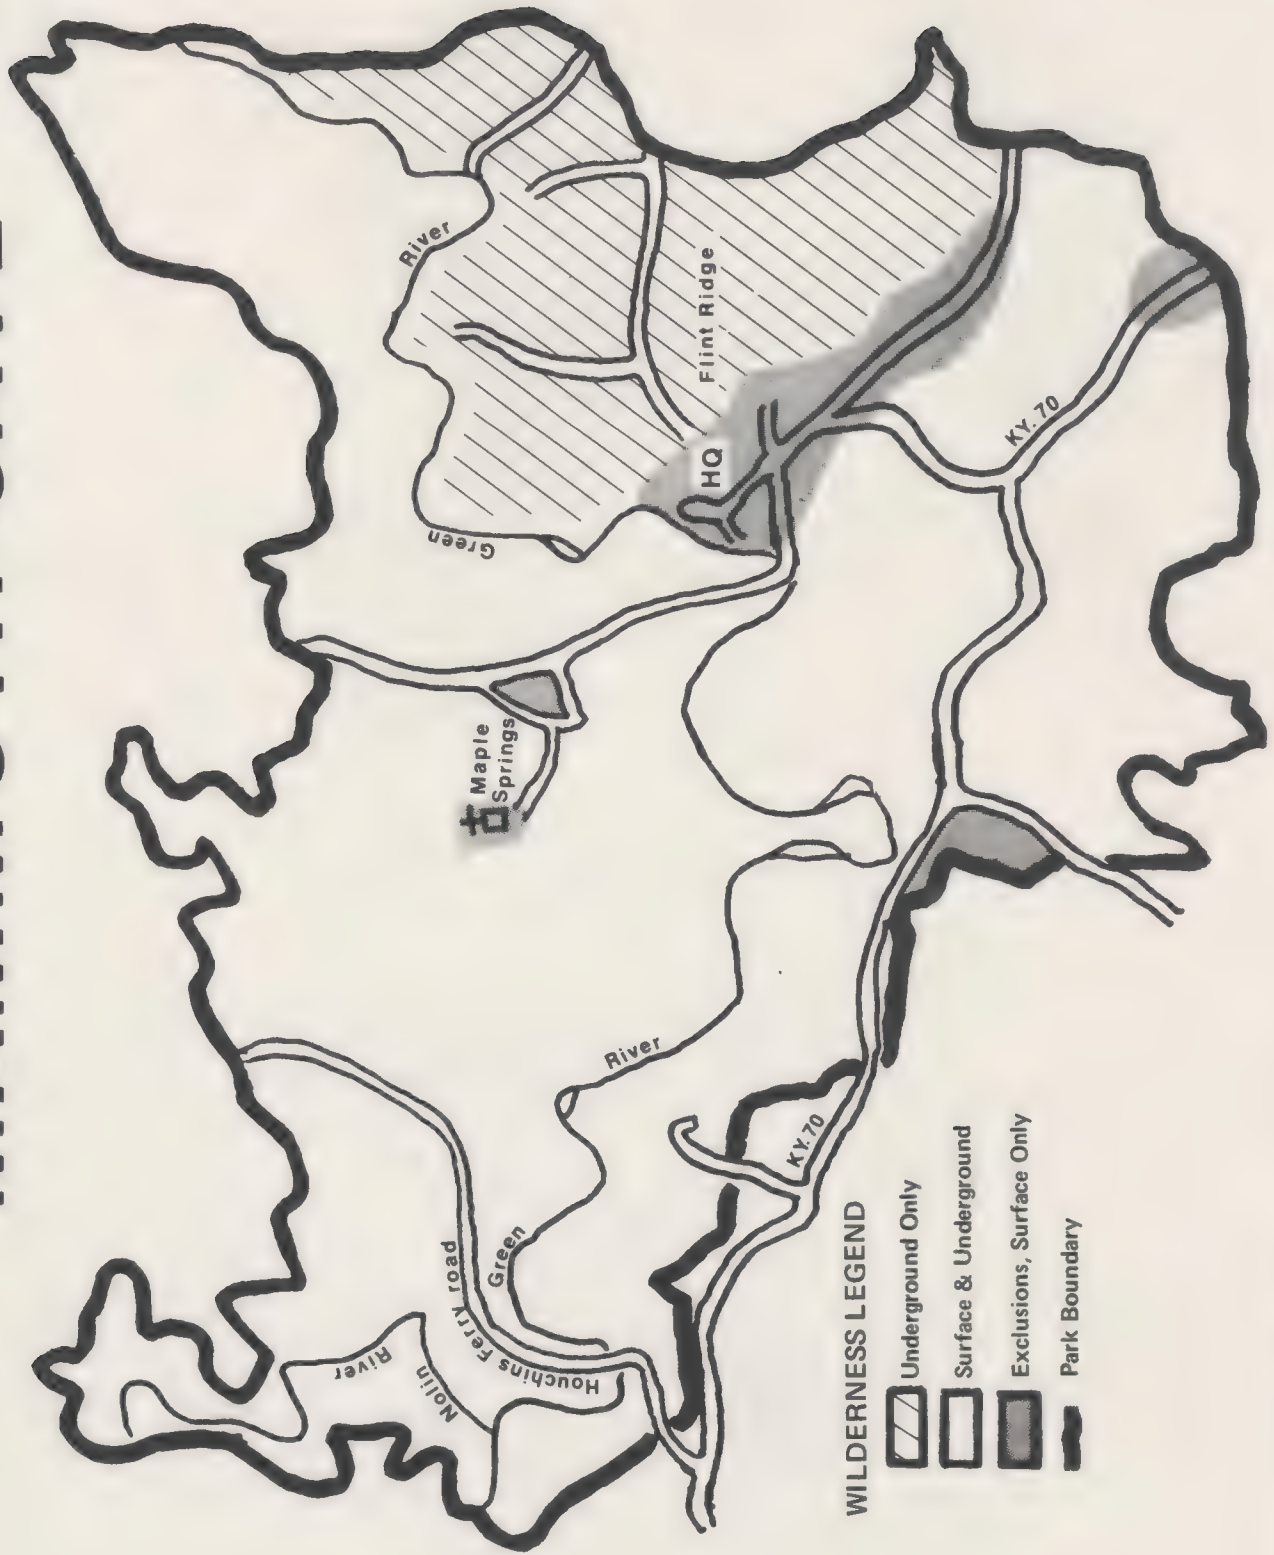 River
Green
Flint Ridge
HQ
KY. 70
Maple
Springs
River
Green
KY. 70
Houchins Ferry road
Nolin
River
WILDERNESS LEGEND
Underground Only
Surface & Underground
Exclusions, Surface Only
Park Boundary